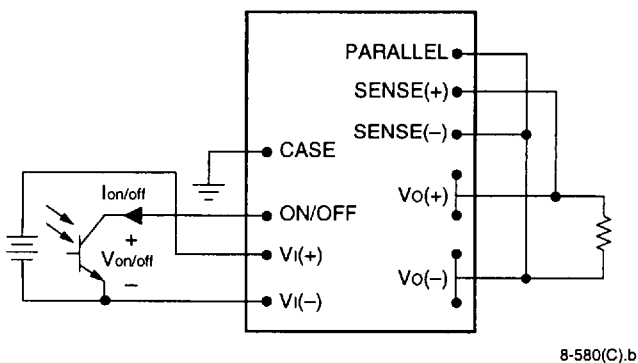 PARALLEL
SENSE(+)
SENSE(–)
CASE
Ion/off
ON/OFF
VO(+)
+
Von/off
–
VI(+)
VO(–)
VI(–)
8-580(C).b